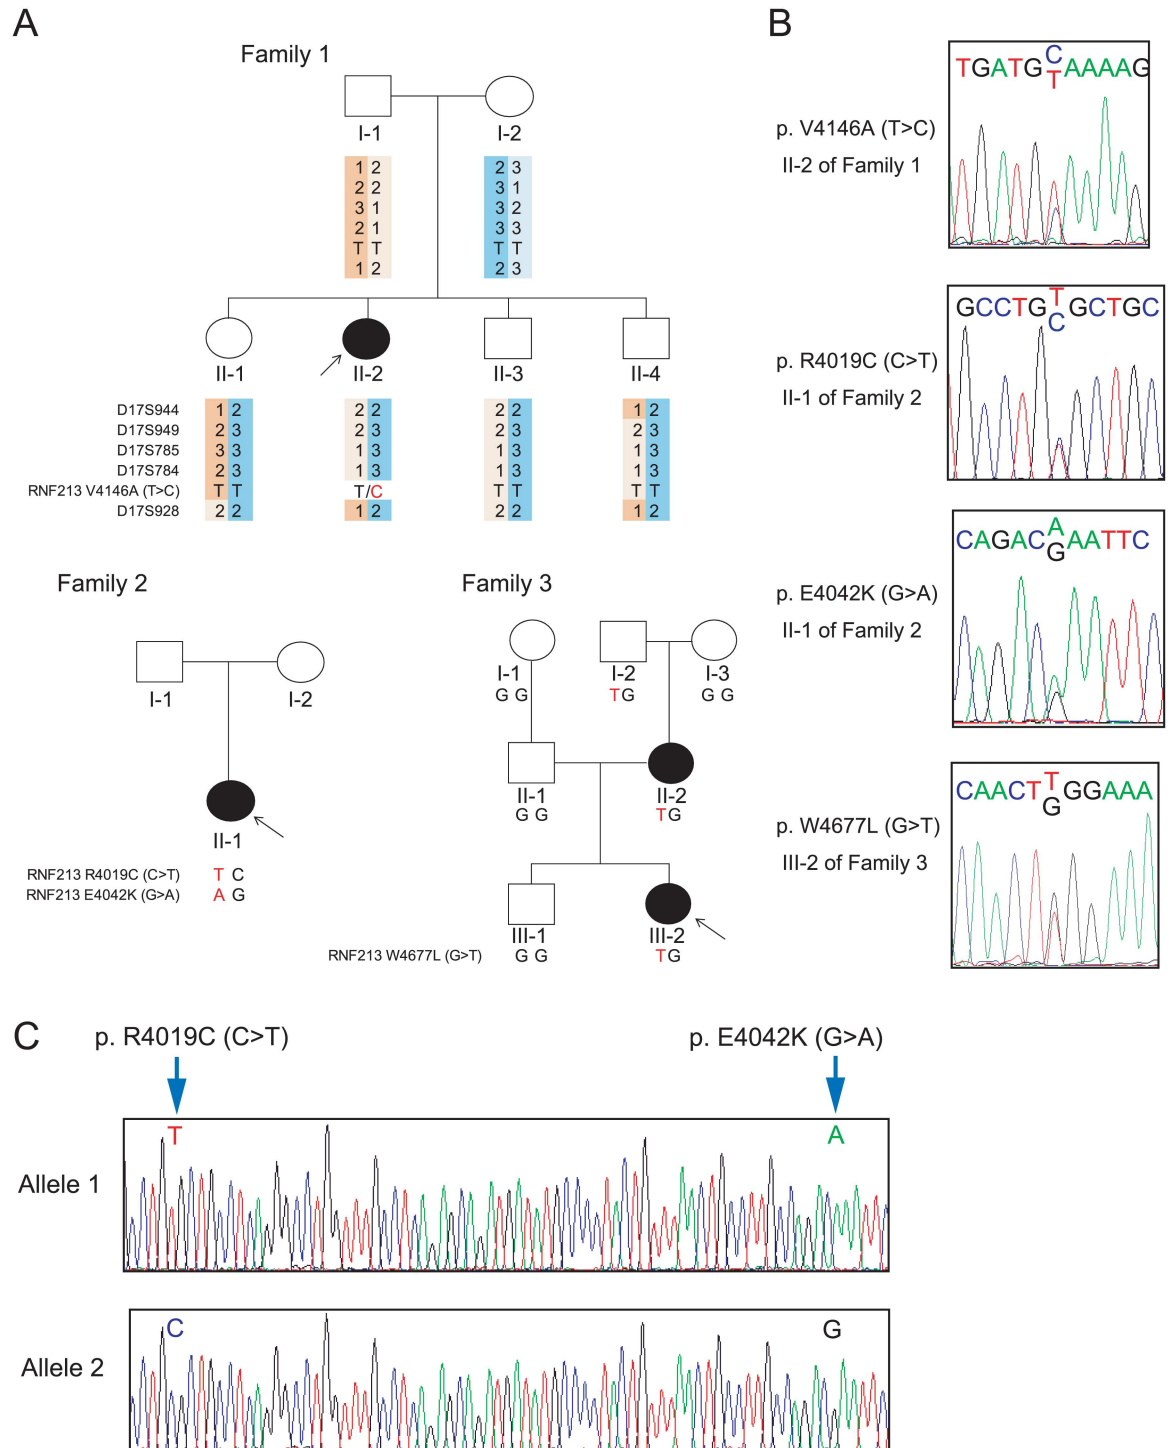 A
Family 1
I-1 I-2
1 2 2 3
2 2 3 1
3 1 3 2
2 1 3 3
T T T T
1 2 2 3
II-1 II-2 II-3 II-4
D17S944 1 2 2 2 2 2 1 2
D17S949 2 3 2 3 2 3 2 3
D17S785 3 3 1 3 1 3 1 3
D17S784 2 3 1 3 1 3 1 3
RNF213 V4146A (T>C) T T T/C T T T T
D17S928 2 2 1 2 2 2 1 2
Family 2
I-1 I-2
II-1
RNF213 R4019C (C>T) T C
RNF213 E4042K (G>A) A G
Family 3
I-1 I-2 I-3
G G TG G G
II-1 II-2
G G TG
III-1 III-2
RNF213 W4677L (G>T) G G TG
B
C
TGATG AAAAG
T
p. V4146A (T>C)
II-2 of Family 1
T
GCCTG GCTGC
C
p. R4019C (C>T)
II-1 of Family 2
A
CAGAC AATTC
G
p. E4042K (G>A)
II-1 of Family 2
T
CAACT GGAAA
G
p. W4677L (G>T)
III-2 of Family 3
C
p. R4019C (C>T) p. E4042K (G>A)
T A
Allele 1
C G
Allele 2